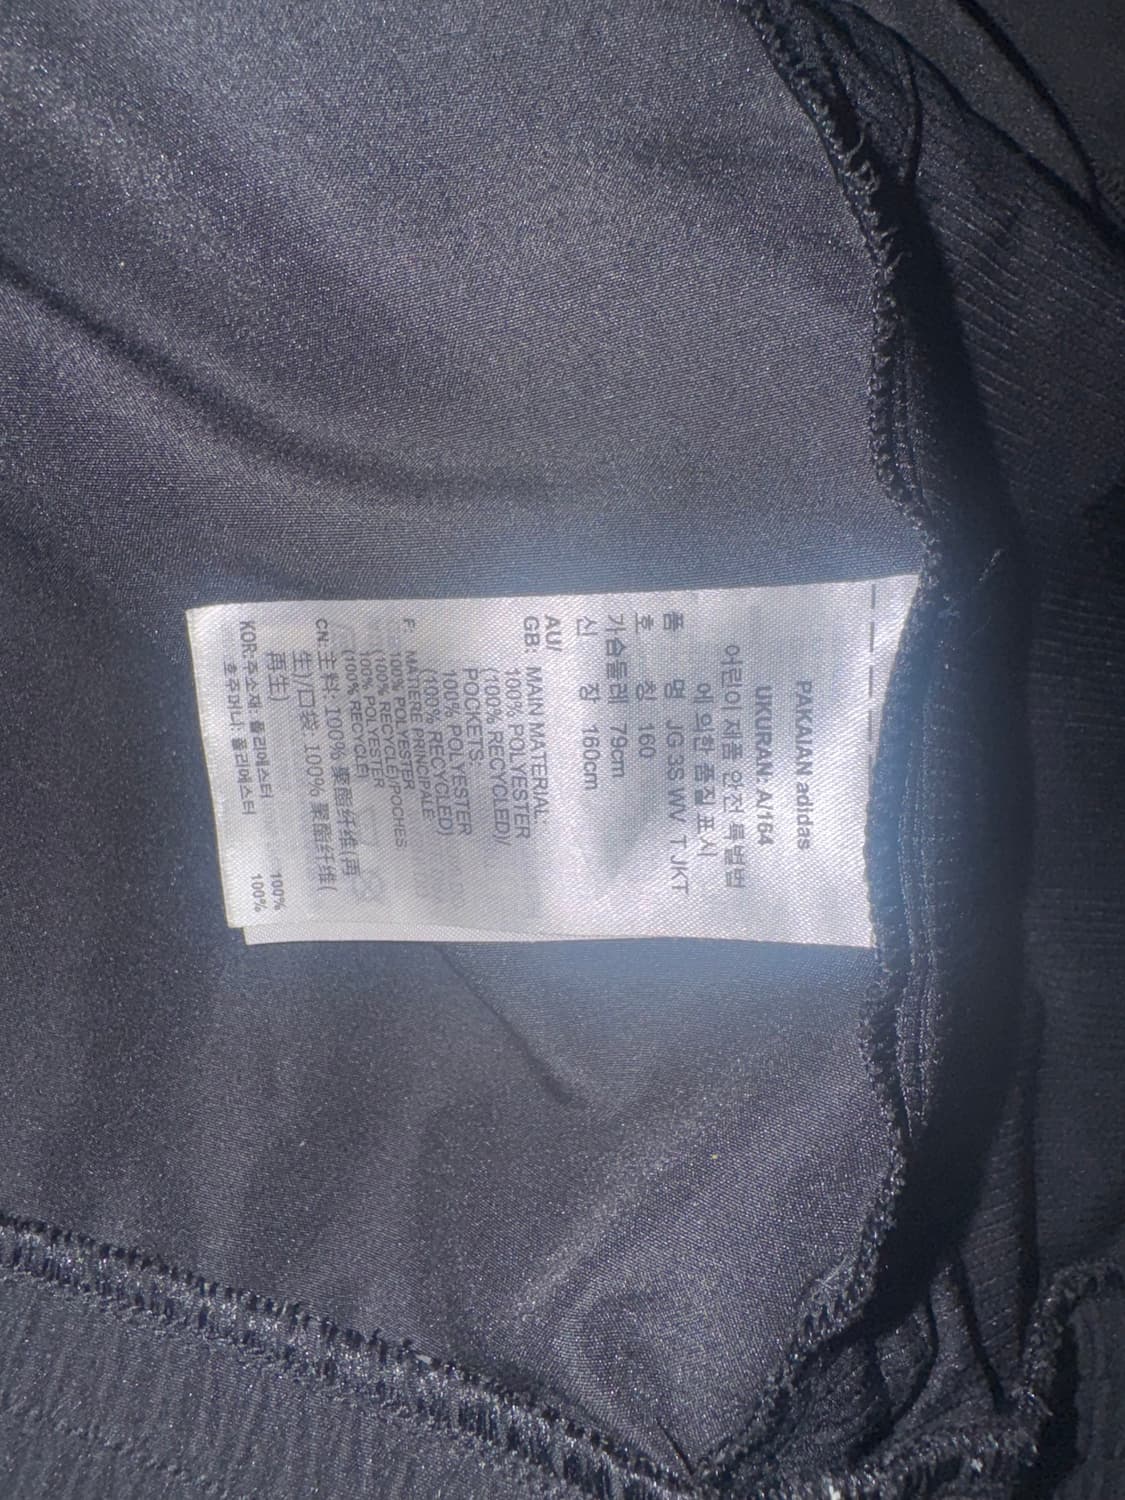 PAKAIAN adidas
UKURAN: A/164
어린이 제품 안전 특별법
에 의한 품질 표시
품 명 JG 3S WV T JKT
호 칭 160
가슴둘레 79cm
신 장 160cm
AU/
GB: MAIN MATERIAL:
100% POLYESTER
(100% RECYCLED)/
POCKETS:
100% POLYESTER
(100% RECYCLED)
F: MATIERE PRINCIPALE
100% POLYESTER
(100% RECYCLE)/POCHES
100% POLYESTER
(100% RECYCLE)
CN: 主料: 100% 聚酯纤维(再
生)/口袋 100% 聚酯纤维(
再生)
KOR: 주소재: 폴리에스터 100%
호주머니: 폴리에스터 100%